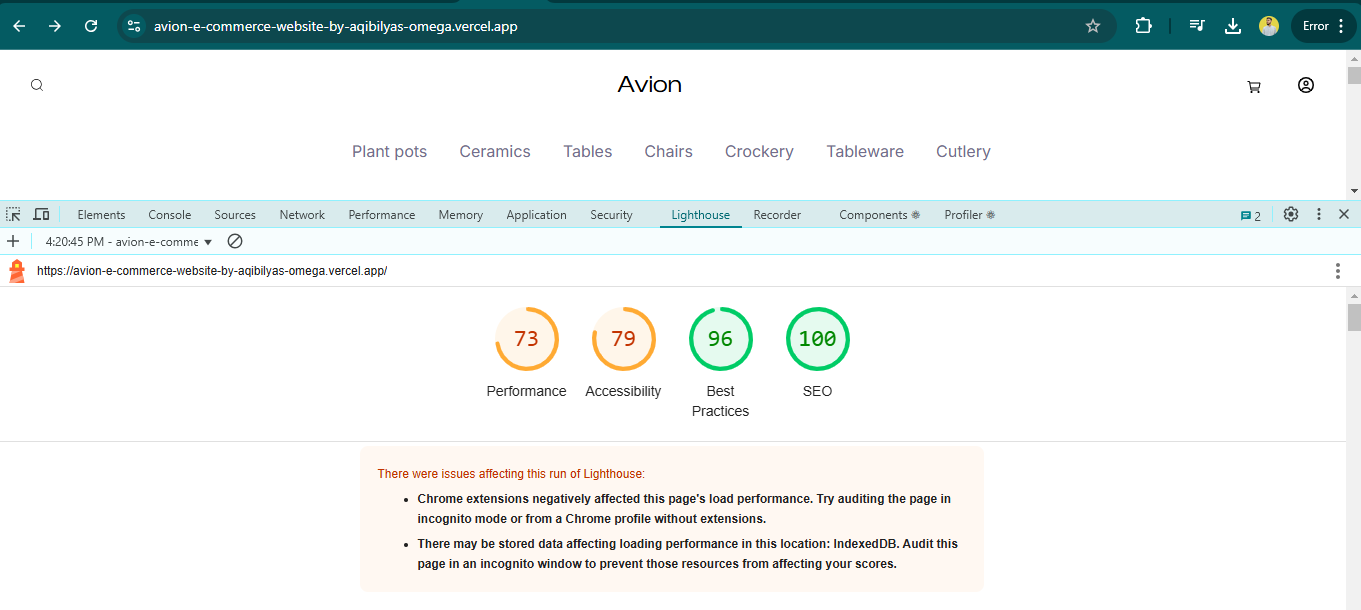 avion-e-commerce-website-by-aqibilyas-omega.vercel.app
Error
Avion
Plant pots Ceramics Tables Chairs Crockery Tableware Cutlery
Elements Console Sources Network Performance Memory Application Security Lighthouse Recorder Components Profiler 2
4:20:45 PM - avion-e-comme
https://avion-e-commerce-website-by-aqibilyas-omega.vercel.app/
73 79 96 100
Performance Accessibility Best SEO
Practices
There were issues affecting this run of Lighthouse:
• Chrome extensions negatively affected this page's load performance. Try auditing the page in
incognito mode or from a Chrome profile without extensions.
• There may be stored data affecting loading performance in this location: IndexedDB. Audit this
page in an incognito window to prevent those resources from affecting your scores.